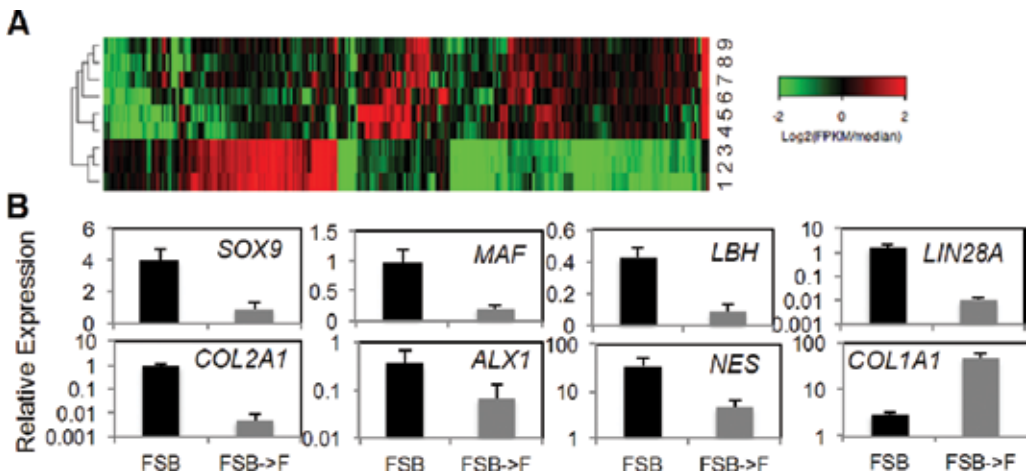 A
1 2 3 4 5 6 7 8 9
-2 0 2
Log2(FPKM/median)
B
Relative Expression
6
4
2
0
SOX9
1.5
1
0.5
0
MAF
0.6
0.4
0.2
0
LBH
10
1
0.1
0.01
0.001
LIN28A
10
1
0.1
0.01
0.001
COL2A1
FSB FSB->F
1
0.1
0.01
ALX1
FSB FSB->F
100
10
1
NES
FSB FSB->F
100
10
1
COL1A1
FSB FSB->F